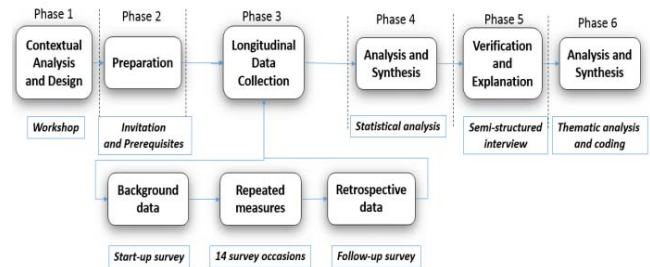 Phase 1
Phase 2
Phase 3
Phase 4
Phase 5
Phase 6
Contextual
Analysis
and Design
Preparation
Longitudinal
Data
Collection
Analysis and
Synthesis
Verification
and
Explanation
Analysis and
Synthesis
Workshop
Invitation
and Prerequisites
Statistical analysis
Semi-structured
interview
Thematic analysis
and coding
Background
data
Repeated
measures
Retrospective
data
Start-up survey
14 survey occasions
Follow-up survey